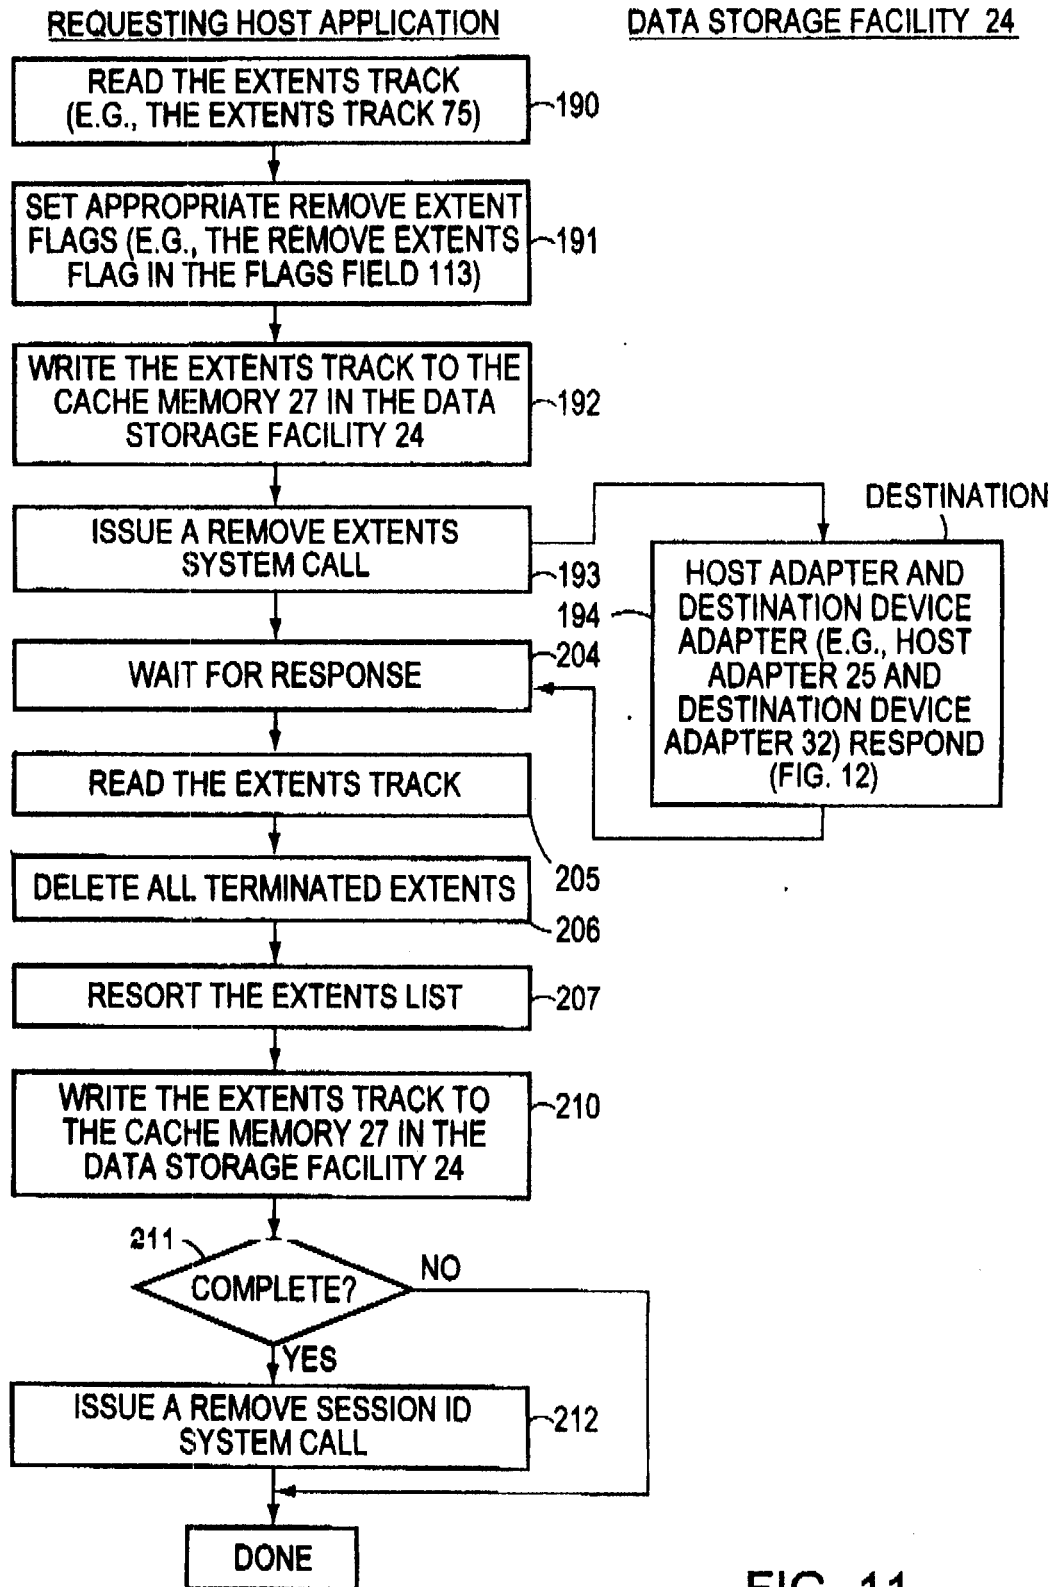 REQUESTING HOST APPLICATION
DATA STORAGE FACILITY 24
READ THE EXTENTS TRACK
(E.G., THE EXTENTS TRACK 75)
190
SET APPROPRIATE REMOVE EXTENT
FLAGS (E.G., THE REMOVE EXTENTS
FLAG IN THE FLAGS FIELD 113)
191
WRITE THE EXTENTS TRACK TO THE
CACHE MEMORY 27 IN THE DATA
STORAGE FACILITY 24
192
ISSUE A REMOVE EXTENTS
SYSTEM CALL
193
DESTINATION
HOST ADAPTER AND
DESTINATION DEVICE
ADAPTER (E.G., HOST
ADAPTER 25 AND
DESTINATION DEVICE
ADAPTER 32) RESPOND
(FIG. 12)
194
WAIT FOR RESPONSE
204
READ THE EXTENTS TRACK
205
DELETE ALL TERMINATED EXTENTS
206
RESORT THE EXTENTS LIST
207
WRITE THE EXTENTS TRACK TO
THE CACHE MEMORY 27 IN THE
DATA STORAGE FACILITY 24
210
211
COMPLETE?
NO
YES
ISSUE A REMOVE SESSION ID
SYSTEM CALL
212
DONE
FIG. 11